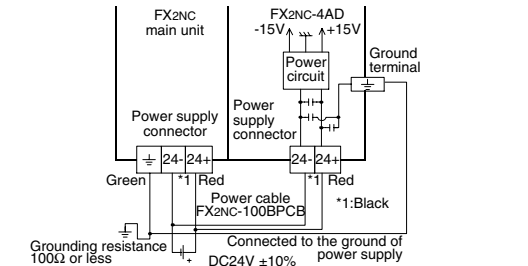 FX2NC
main unit
FX2NC-4AD
-15V
+15V
Ground
terminal
Power
circuit
Power supply
connector
Power
supply
connector
24-
24+
24-
24+
Green
*1
Red
*1
Red
Power cable
FX2NC-100BPCB
*1:Black
Grounding resistance
100Ω or less
+
DC24V ±10%
Connected to the ground of
power supply